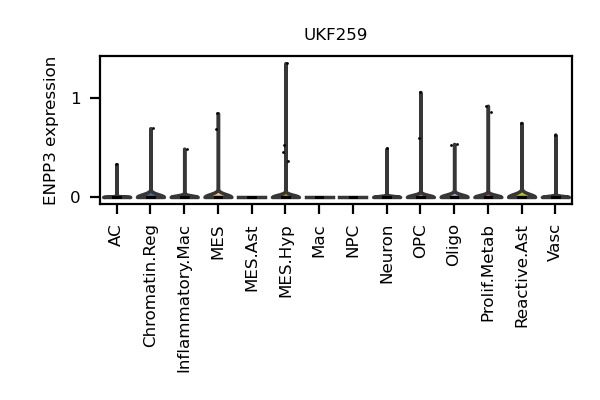 UKF259
ENPP3 expression
1
0
AC
Chromatin.Reg
Inflammatory.Mac
MES
MES.Ast
MES.Hyp
Mac
NPC
Neuron
OPC
Oligo
Prolif.Metab
Reactive.Ast
Vasc